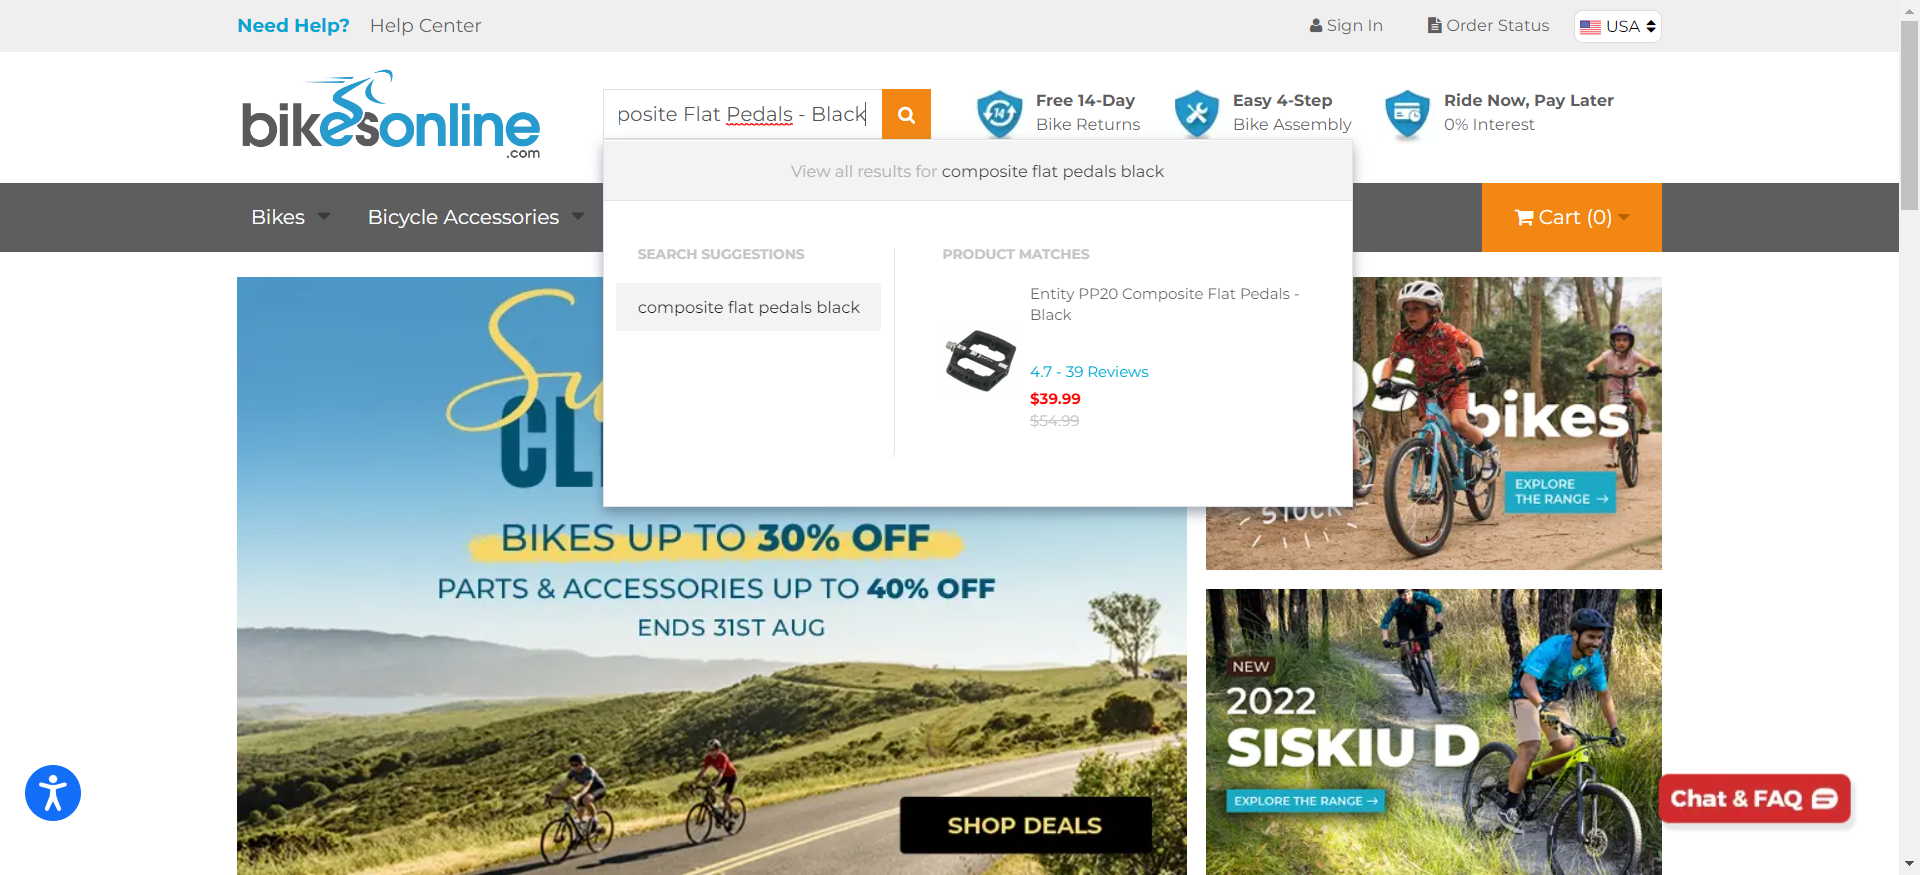 Need Help? Help Center
Sign In Order Status USA
bikesonline
.com
posite Flat Pedals - Black
Free 14-Day
Bike Returns
Easy 4-Step
Bike Assembly
Ride Now, Pay Later
0% Interest
View all results for composite flat pedals black
Bikes Bicycle Accessories
Cart (0)
SEARCH SUGGESTIONS
composite flat pedals black
PRODUCT MATCHES
Entity PP20 Composite Flat Pedals -
Black
4.7 - 39 Reviews
$39.99
$54.99
Su
CL
BIKES UP TO 30% OFF
PARTS & ACCESSORIES UP TO 40% OFF
ENDS 31ST AUG
SHOP DEALS
bikes
EXPLORE
THE RANGE →
STOCK
NEW
2022
SISKIU D
EXPLORE THE RANGE →
Chat & FAQ